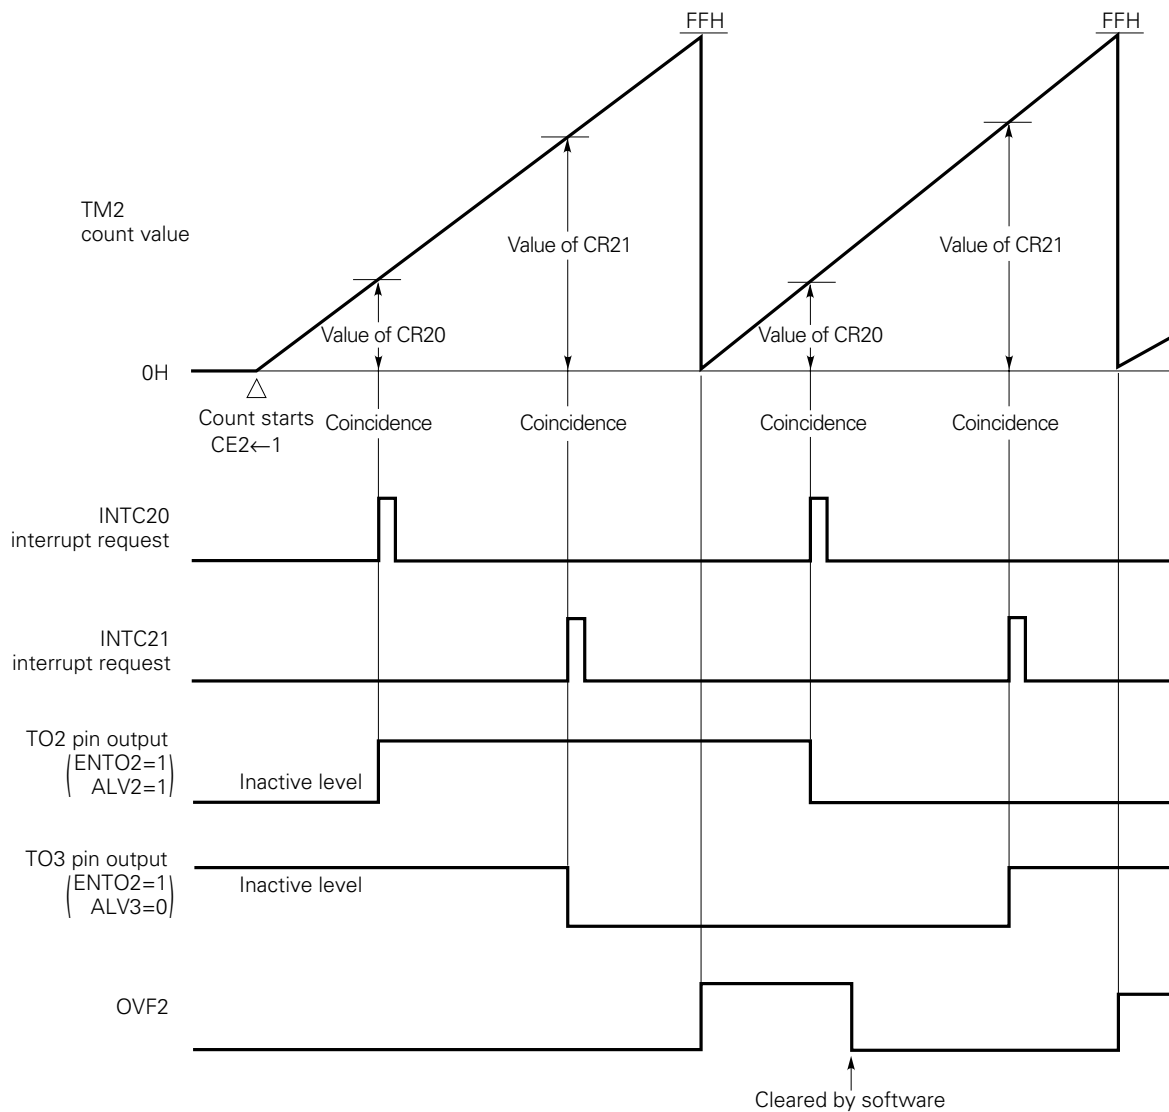 FFH
FFH
TM2
count value
Value of CR21
Value of CR21
Value of CR20
Value of CR20
0H
Count starts
CE2←1
Coincidence
Coincidence
Coincidence
Coincidence
INTC20
interrupt request
INTC21
interrupt request
TO2 pin output
(ENTO2=1
ALV2=1)
Inactive level
TO3 pin output
(ENTO2=1
ALV3=0)
Inactive level
OVF2
Cleared by software